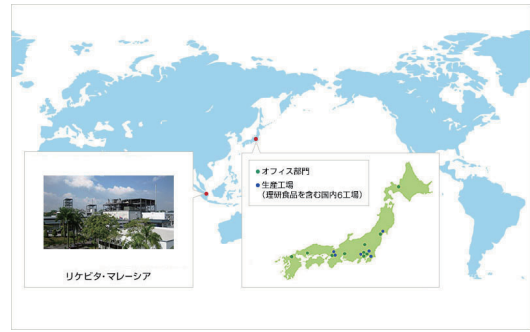 オフィス部門
生産工場
(理研食品を含む国内6工場)
リケビタ・マレーシア